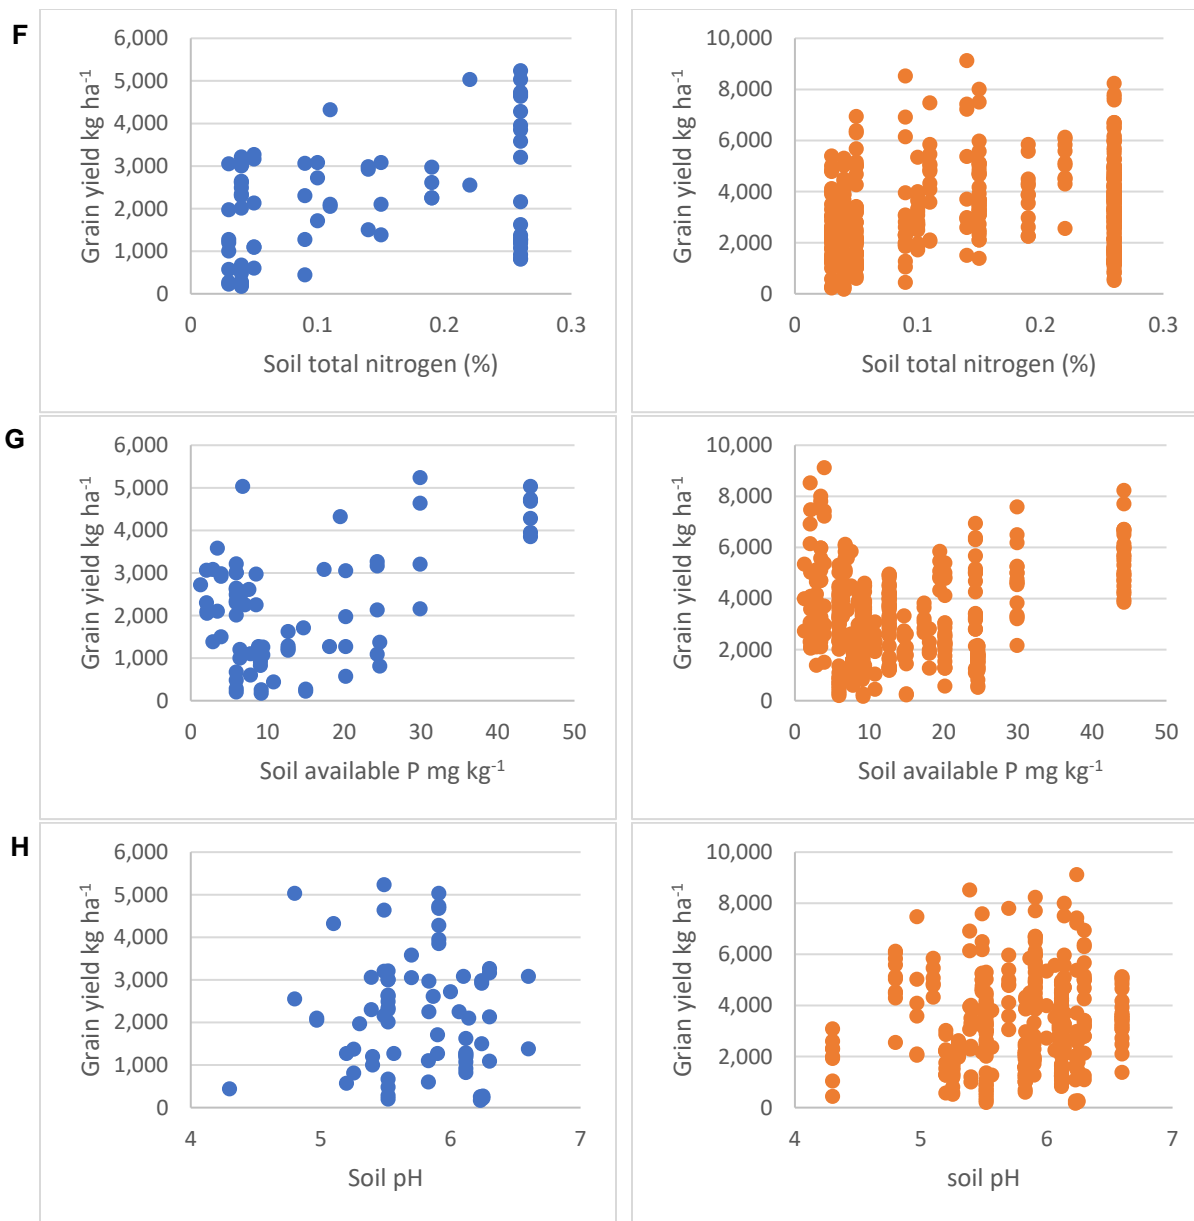 F
6,000
5,000
4,000
3,000
2,000
1,000
0
0 0.1 0.2 0.3
Grain yield kg ha⁻¹
Soil total nitrogen (%)
10,000
8,000
6,000
4,000
2,000
0
0 0.1 0.2 0.3
Grain yield kg ha⁻¹
Soil total nitrogen (%)
G
6,000
5,000
4,000
3,000
2,000
1,000
0
0 10 20 30 40 50
Grain yield kg ha⁻¹
Soil available P mg kg⁻¹
10,000
8,000
6,000
4,000
2,000
0
0 10 20 30 40 50
Grain yield kg ha⁻¹
Soil available P mg kg⁻¹
H
6,000
5,000
4,000
3,000
2,000
1,000
0
4 5 6 7
Grain yield kg ha⁻¹
Soil pH
10,000
8,000
6,000
4,000
2,000
0
4 5 6 7
Grian yield kg ha⁻¹
soil pH